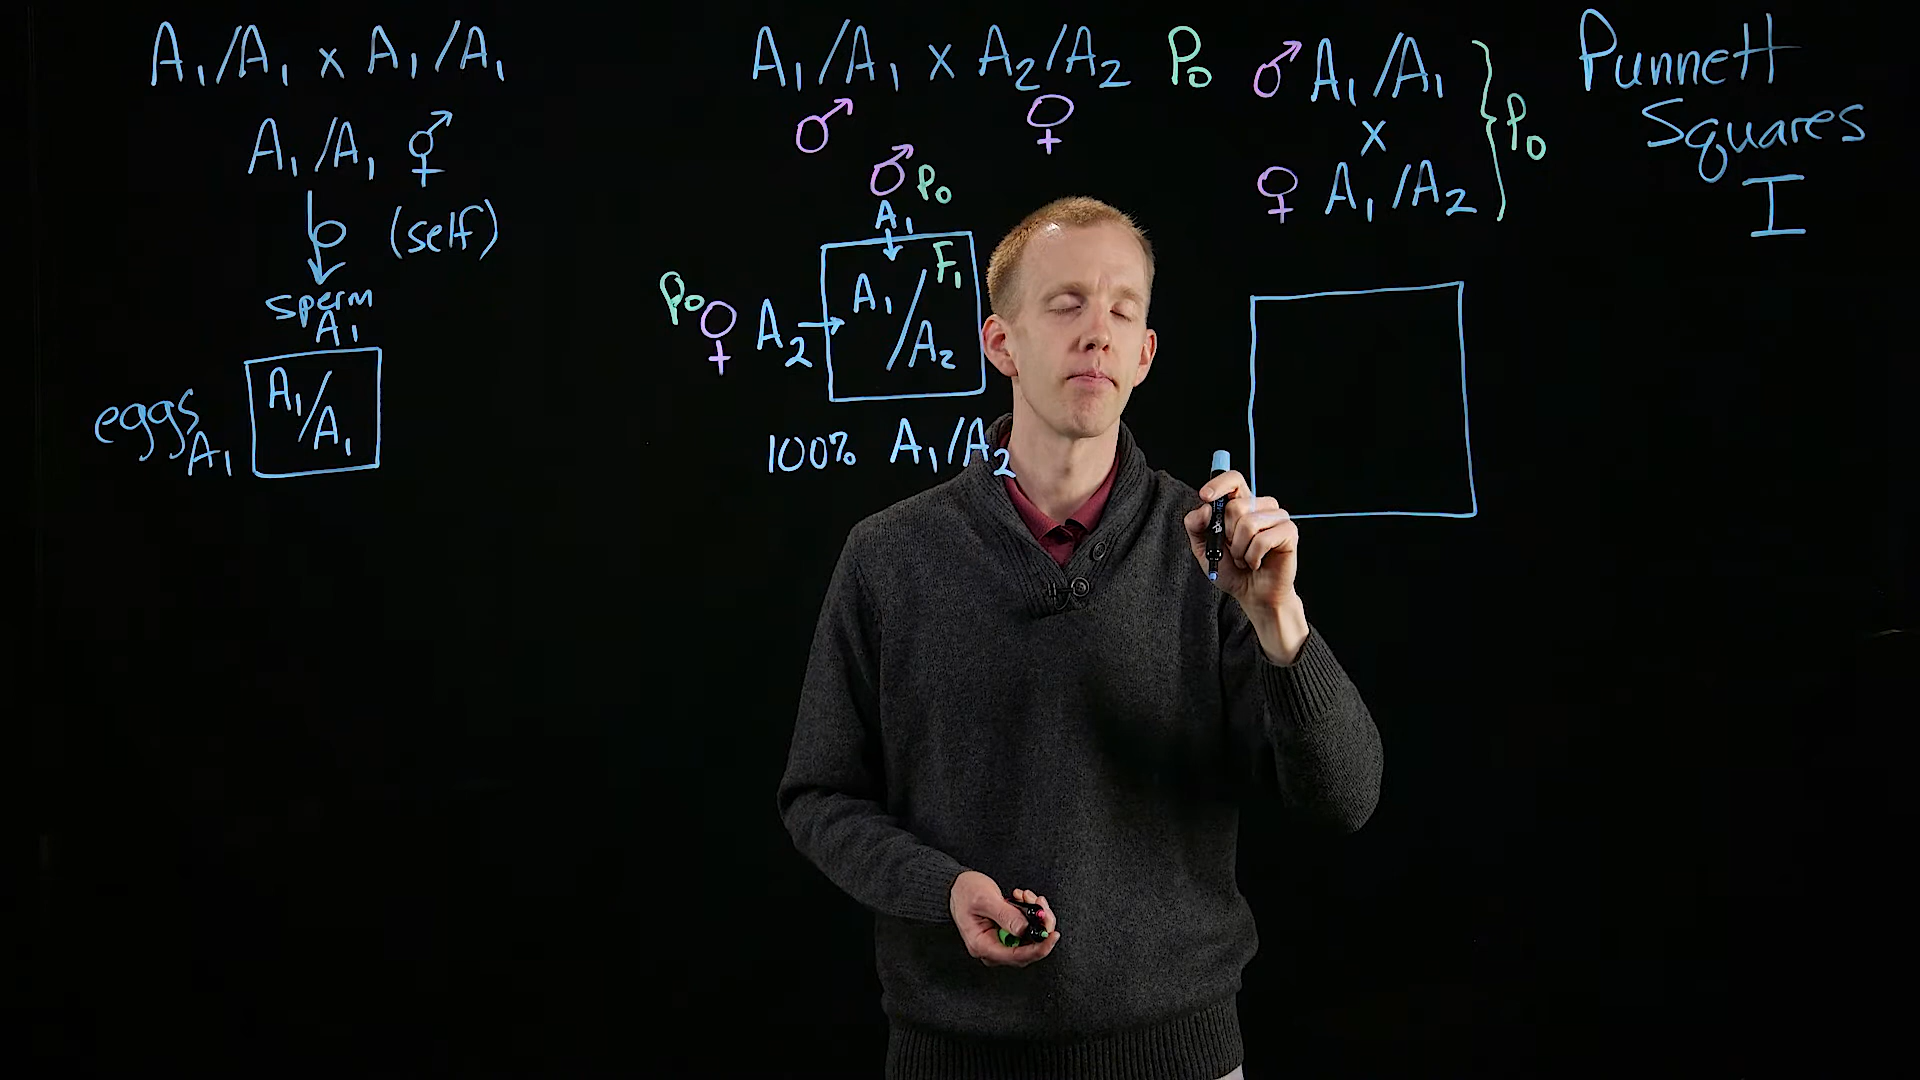 A₁/A₁ x A₁/A₁
A₁/A₁ ⚥
(self)
sperm
A₁
eggs
A₁
A₁/A₁
A₁/A₁ x A₂/A₂ P₀
♂ ♀
♂ P₀
A₁
P₀ ♀ A₂
F₁
A₁/A₂
100% A₁/A₂
♂ A₁/A₁
x
♀ A₁/A₂
} P₀
Punnett
Squares
I